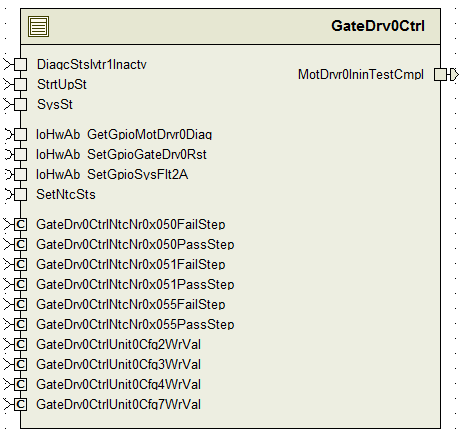 GateDrv0Ctrl
DiagcStsIvtr1Inactv
MotDrvr0IninTestCmpl
StrtUpSt
SysSt
IoHwAb_GetGpioMotDrvr0Diag
IoHwAb_SetGpioGateDrv0Rst
IoHwAb_SetGpioSysFlt2A
SetNtcSts
C GateDrv0CtrlNtcNr0x050FailStep
C GateDrv0CtrlNtcNr0x050PassStep
C GateDrv0CtrlNtcNr0x051FailStep
C GateDrv0CtrlNtcNr0x051PassStep
C GateDrv0CtrlNtcNr0x055FailStep
C GateDrv0CtrlNtcNr0x055PassStep
C GateDrv0CtrlUnit0Cfg2WrVal
C GateDrv0CtrlUnit0Cfg3WrVal
C GateDrv0CtrlUnit0Cfg4WrVal
C GateDrv0CtrlUnit0Cfg7WrVal